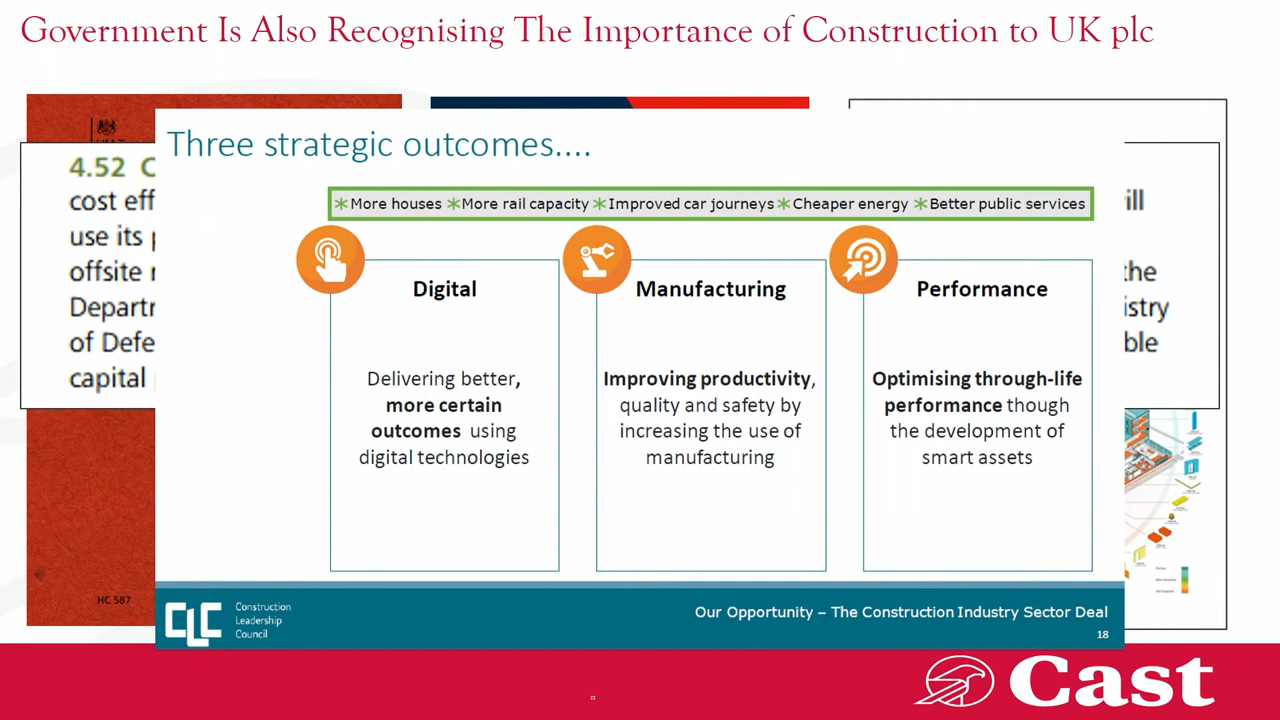 Government Is Also Recognising The Importance of Construction to UK plc
Three strategic outcomes....
4.52 C
cost eff
use its p
offsite r
Departr
of Defe
capital
More houses More rail capacity Improved car journeys Cheaper energy Better public services
Digital
Delivering better,
more certain
outcomes using
digital technologies
Manufacturing
Improving productivity,
quality and safety by
increasing the use of
manufacturing
Performance
Optimising through-life
performance though
the development of
smart assets
ill
the
istry
ble
HC 587
CLC
Construction
Leadership
Council
Our Opportunity – The Construction Industry Sector Deal
18
Cast